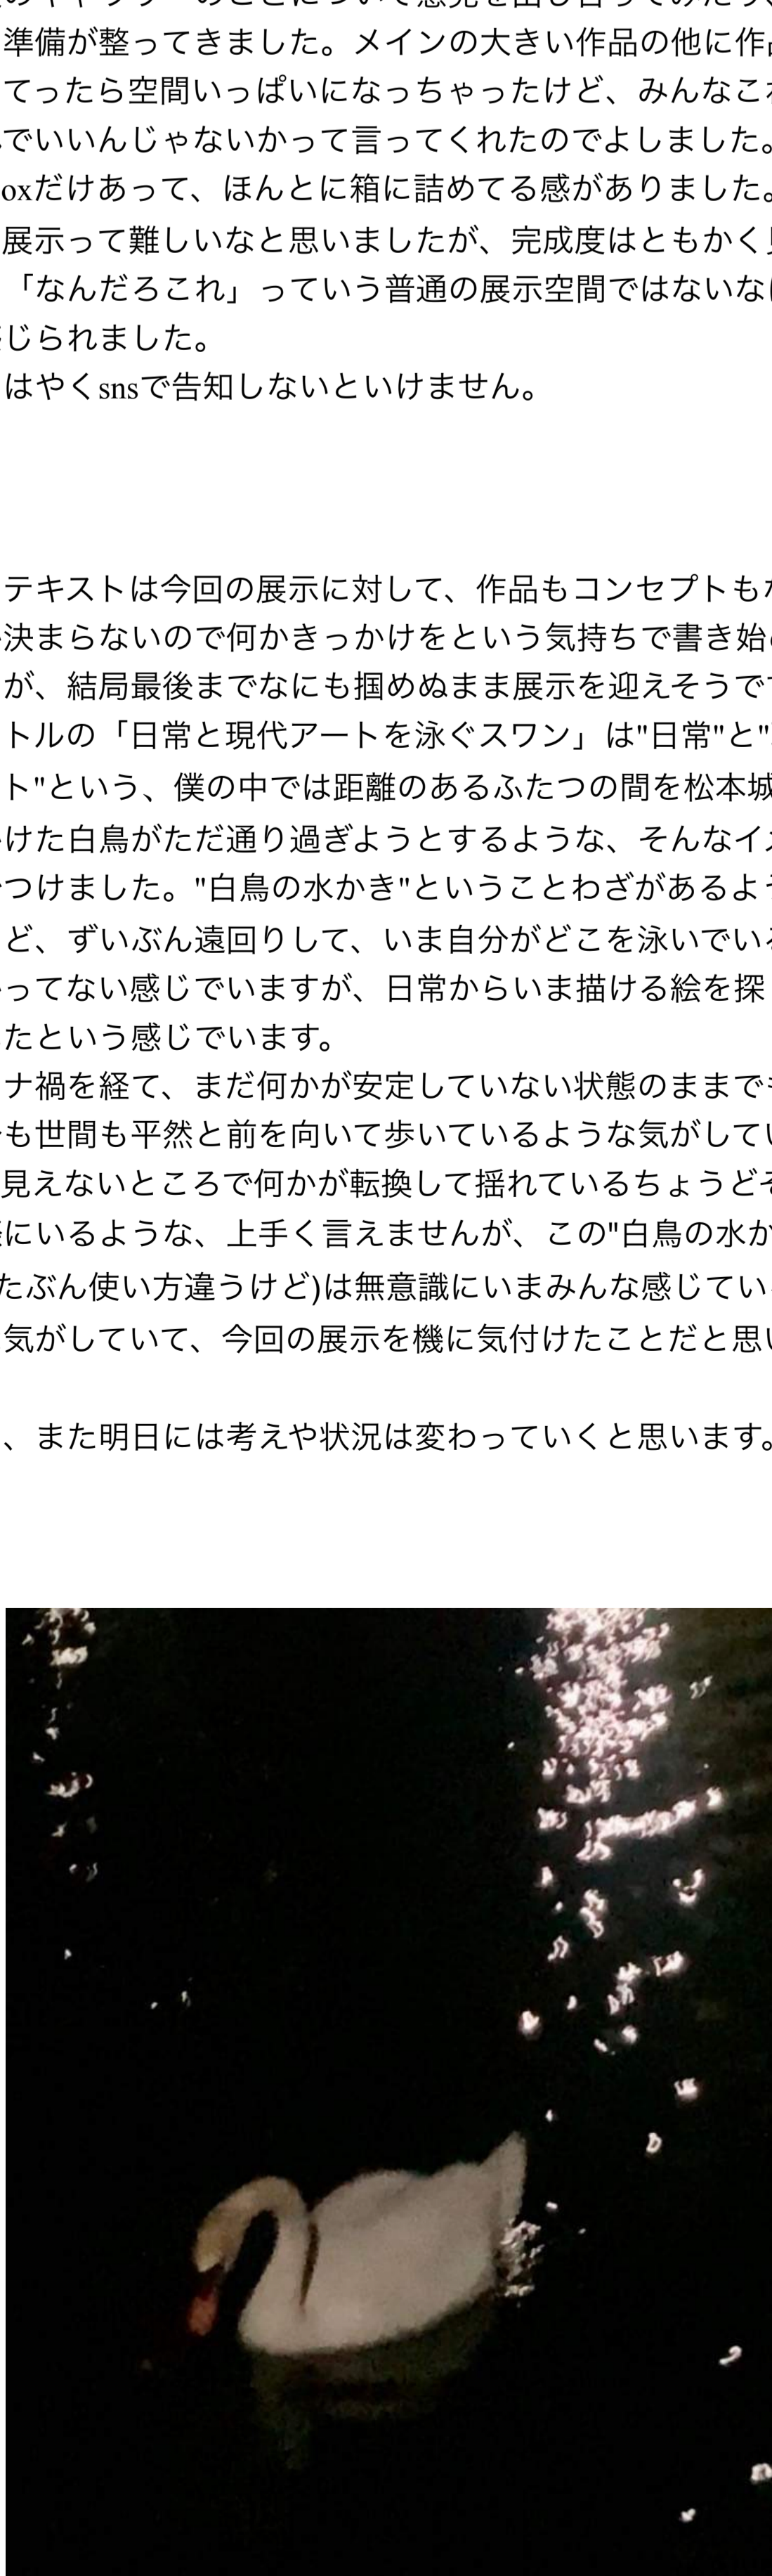 準備が整ってきました。メインの大きい作品の他に作品
てったら空間いっぱいになっちゃったけど、みんなこれ
でいいんじゃないかって言ってくれたのでよしました。
oxだけあって、ほんとに箱に詰めてる感がありました。
展示って難しいなと思いましたが、完成度はともかく
「なんだろこれ」っていう普通の展示空間ではないな
じられました。
はやくsnsで告知しないといけません。
テキストは今回の展示に対して、作品もコンセプトも
決まらないので何かきっかけをという気持ちで書き始
が、結局最後までなにも掴めぬまま展示を迎えそうで
トルの「日常と現代アートを泳ぐスワン」は"日常"と"
ト"という、僕の中では距離のあるふたつの間を松本城
けた白鳥がただ通り過ぎようとするような、そんなイメ
つけました。"白鳥の水かき"ということわざがあるよう
ど、ずいぶん遠回りして、いま自分がどこを泳いでいる
ってない感じでいますが、日常からいま描ける絵を探
たという感じでいます。
ナ禍を経て、まだ何かが安定していない状態のままでも
も世間も平然と前を向いて歩いているような気がしてい
見えないところで何かが転換して揺れているちょうどそ
にいるような、上手く言えませんが、この"白鳥の水か
たぶん使い方違うけど)は無意識にいまみんな感じてい
気がしていて、今回の展示を機に気付けたことだと思い
、また明日には考えや状況は変わっていくと思います。